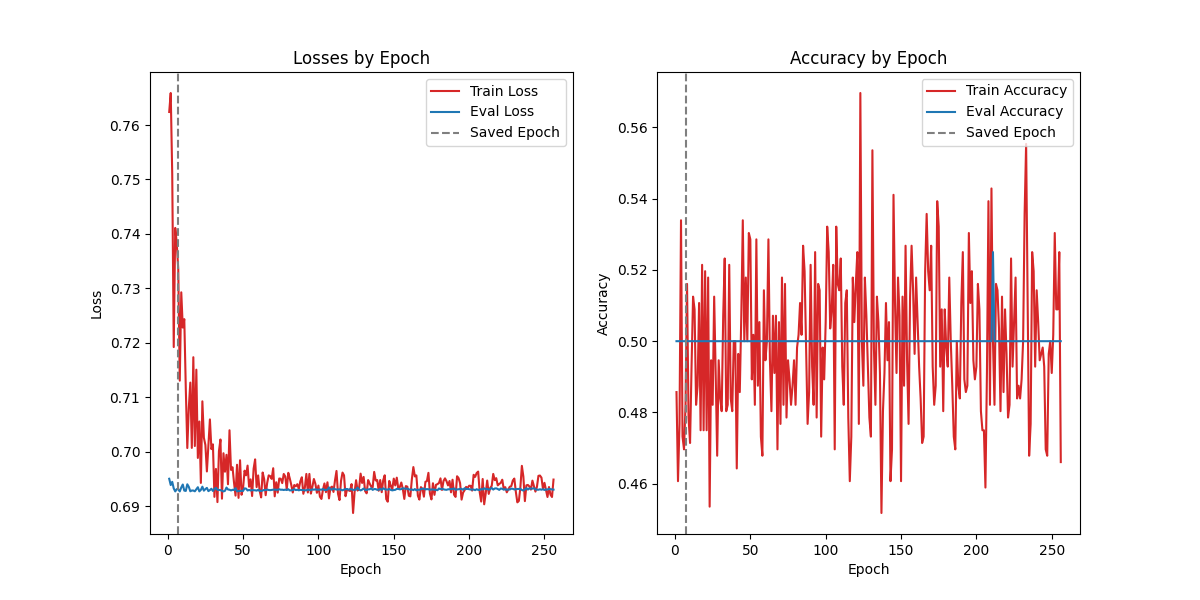 Losses by Epoch
Train Loss
Eval Loss
Saved Epoch
0.76
0.75
0.74
0.73
0.72
0.71
0.70
0.69
Loss
0 50 100 150 200 250
Epoch
Accuracy by Epoch
Train Accuracy
Eval Accuracy
Saved Epoch
0.56
0.54
0.52
0.50
0.48
0.46
Accuracy
0 50 100 150 200 250
Epoch